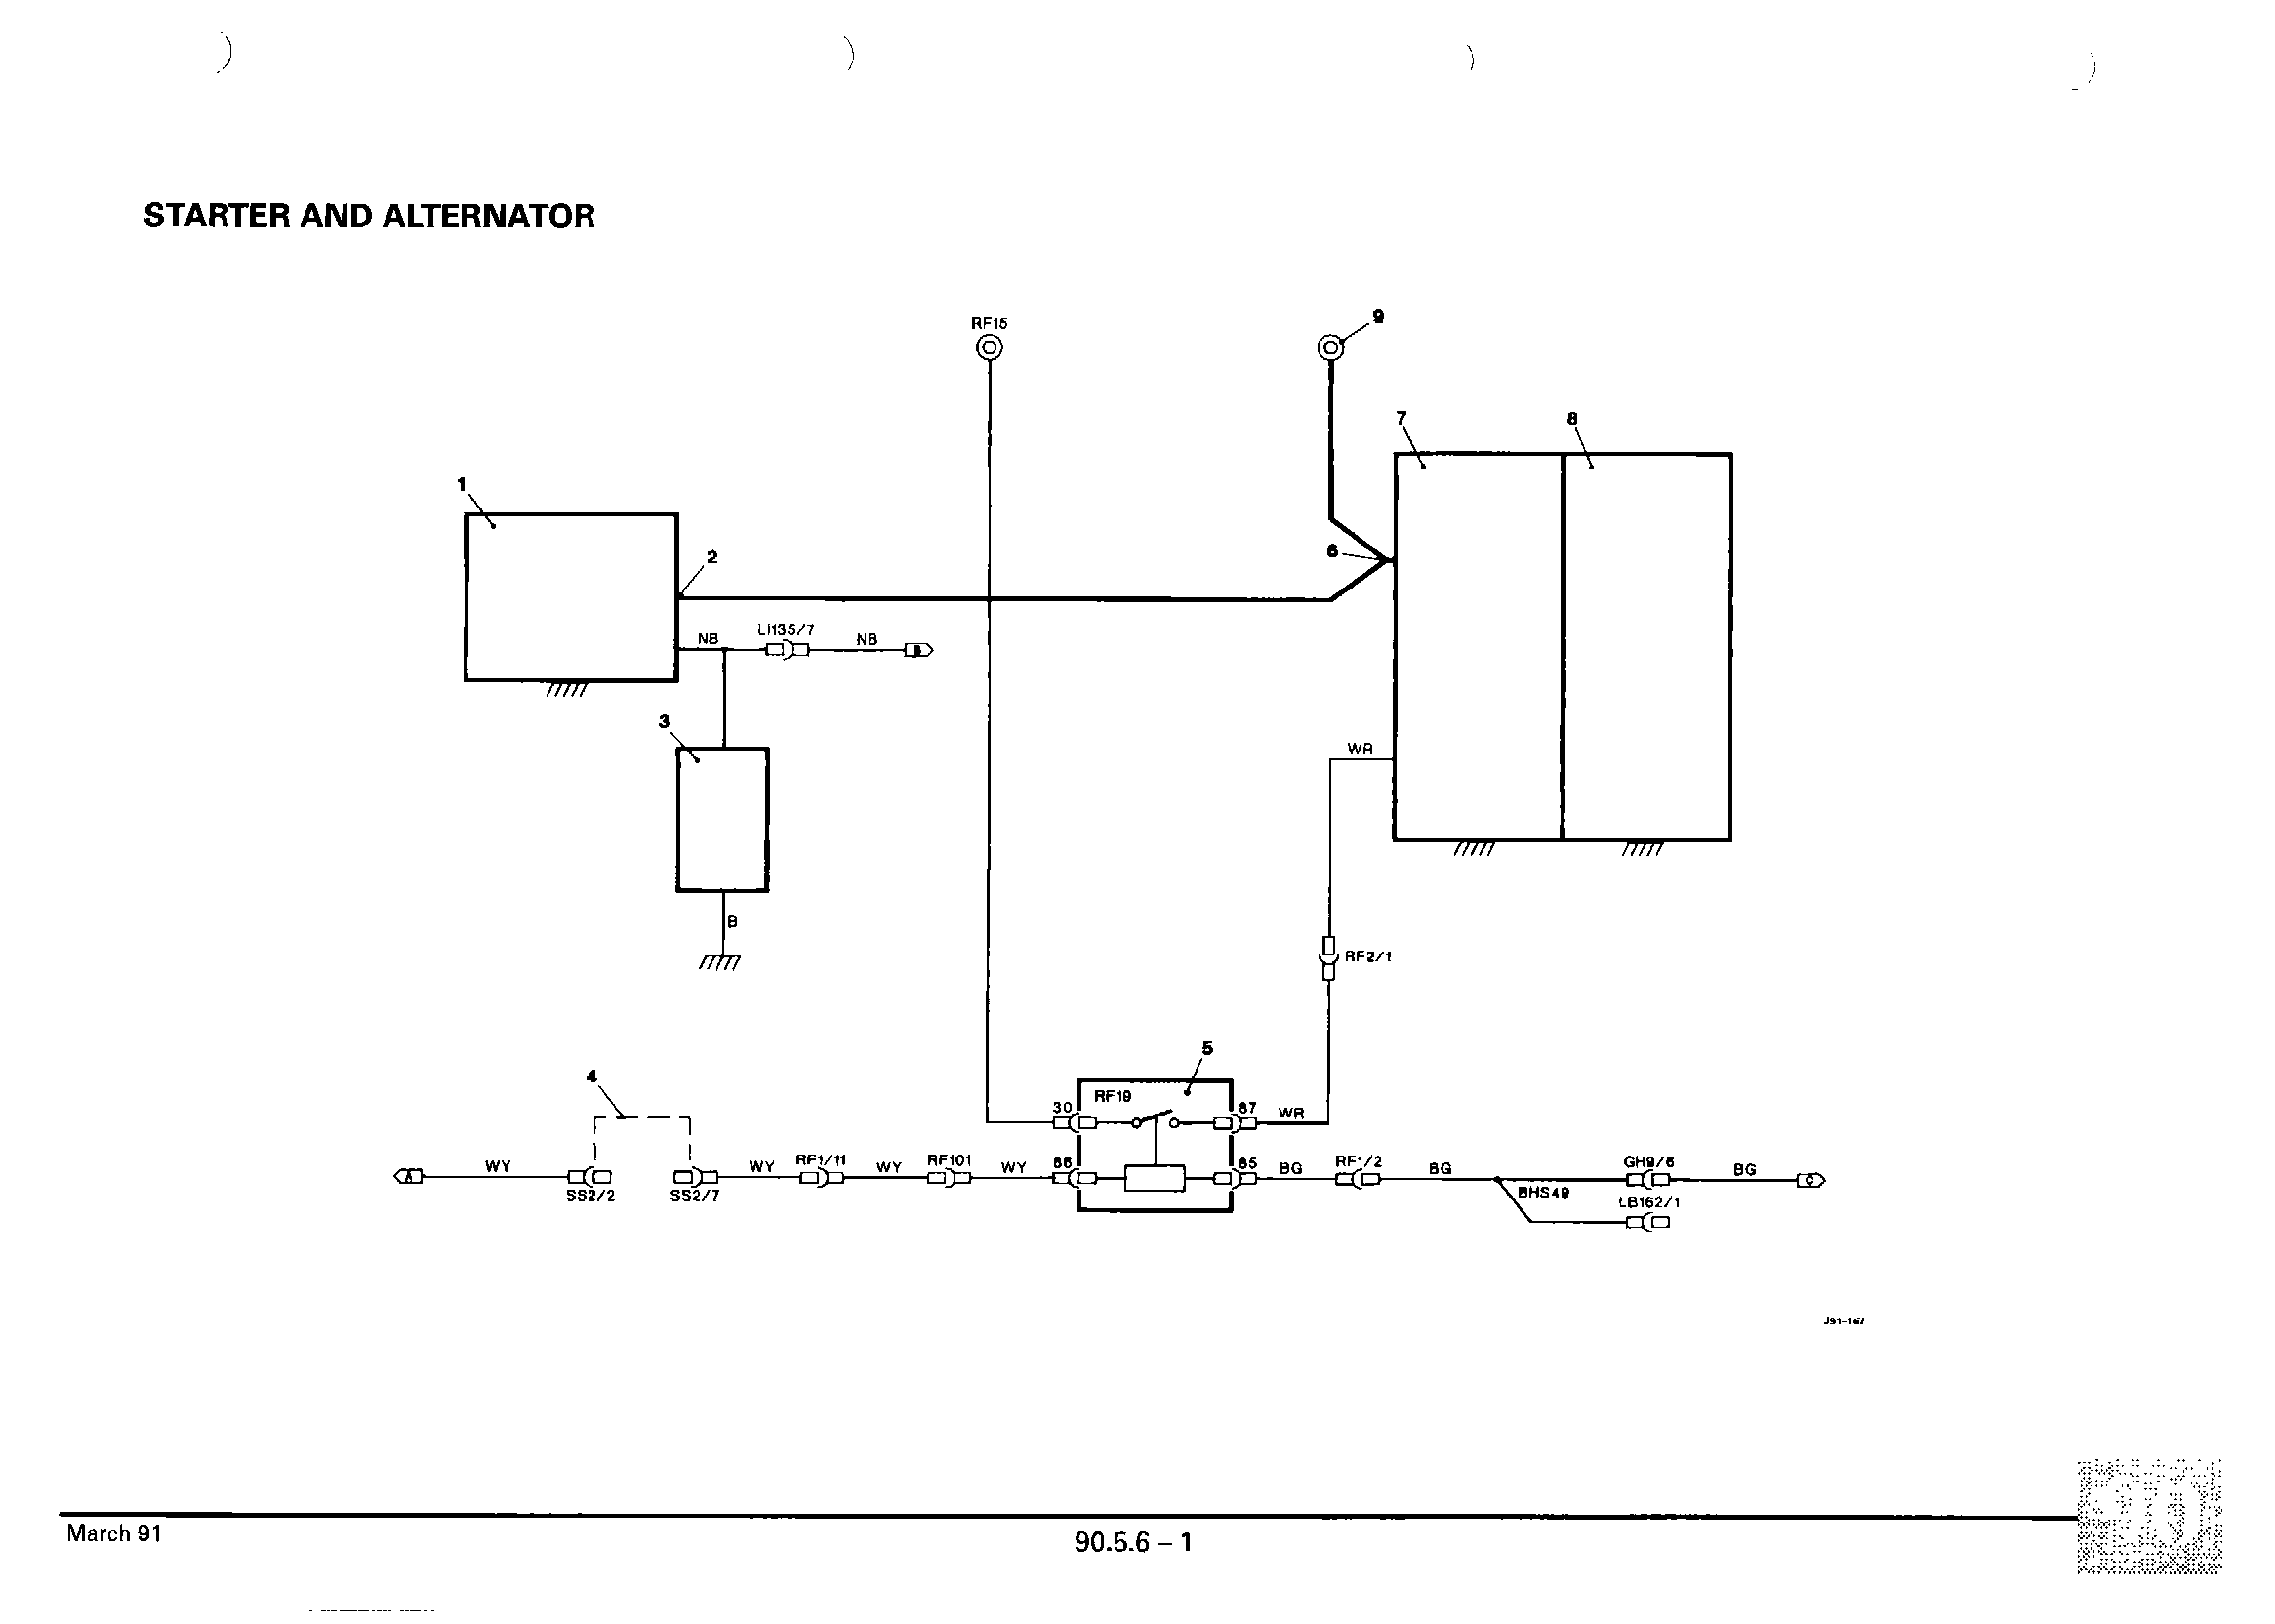 STARTER AND ALTERNATOR
RF15
9
7
8
1
2
6
NB
LI135/7
NB
B
3
WR
B
RF2/1
5
4
RF19
30
87
WR
A
WY
SS2/2
SS2/7
WY
RF1/11
WY
RF101
WY
86
85
BG
RF1/2
BG
BHS49
GH9/6
BG
C
LB162/1
March 91
90.5.6 – 1
90